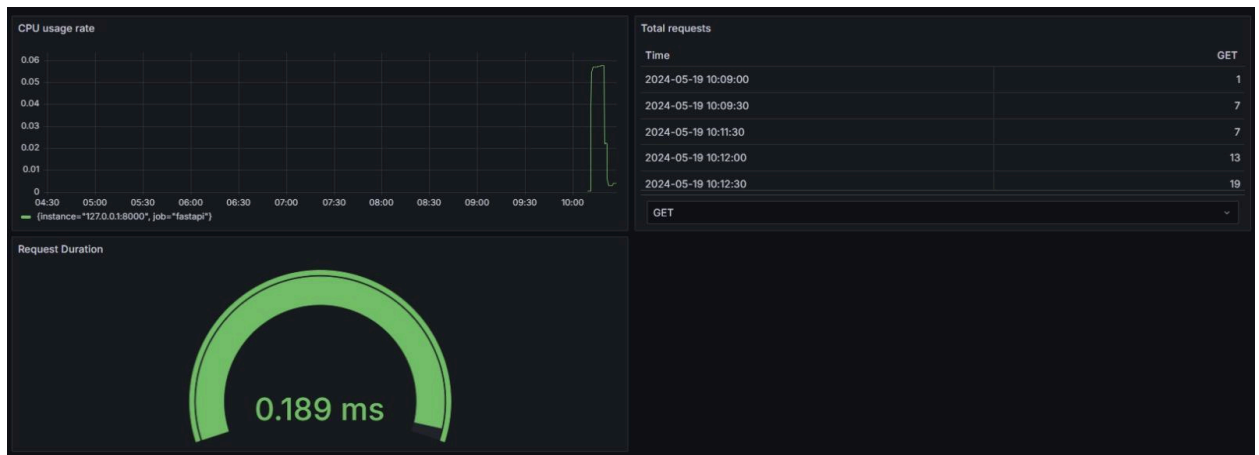 CPU usage rate
0.06
0.05
0.04
0.03
0.02
0.01
0
04:30 05:00 05:30 06:00 06:30 07:00 07:30 08:00 08:30 09:00 09:30 10:00
{instance="127.0.0.1:8000", job="fastapi"}
Total requests
Time GET
2024-05-19 10:09:00 1
2024-05-19 10:09:30 7
2024-05-19 10:11:30 7
2024-05-19 10:12:00 13
2024-05-19 10:12:30 19
GET
Request Duration
0.189 ms